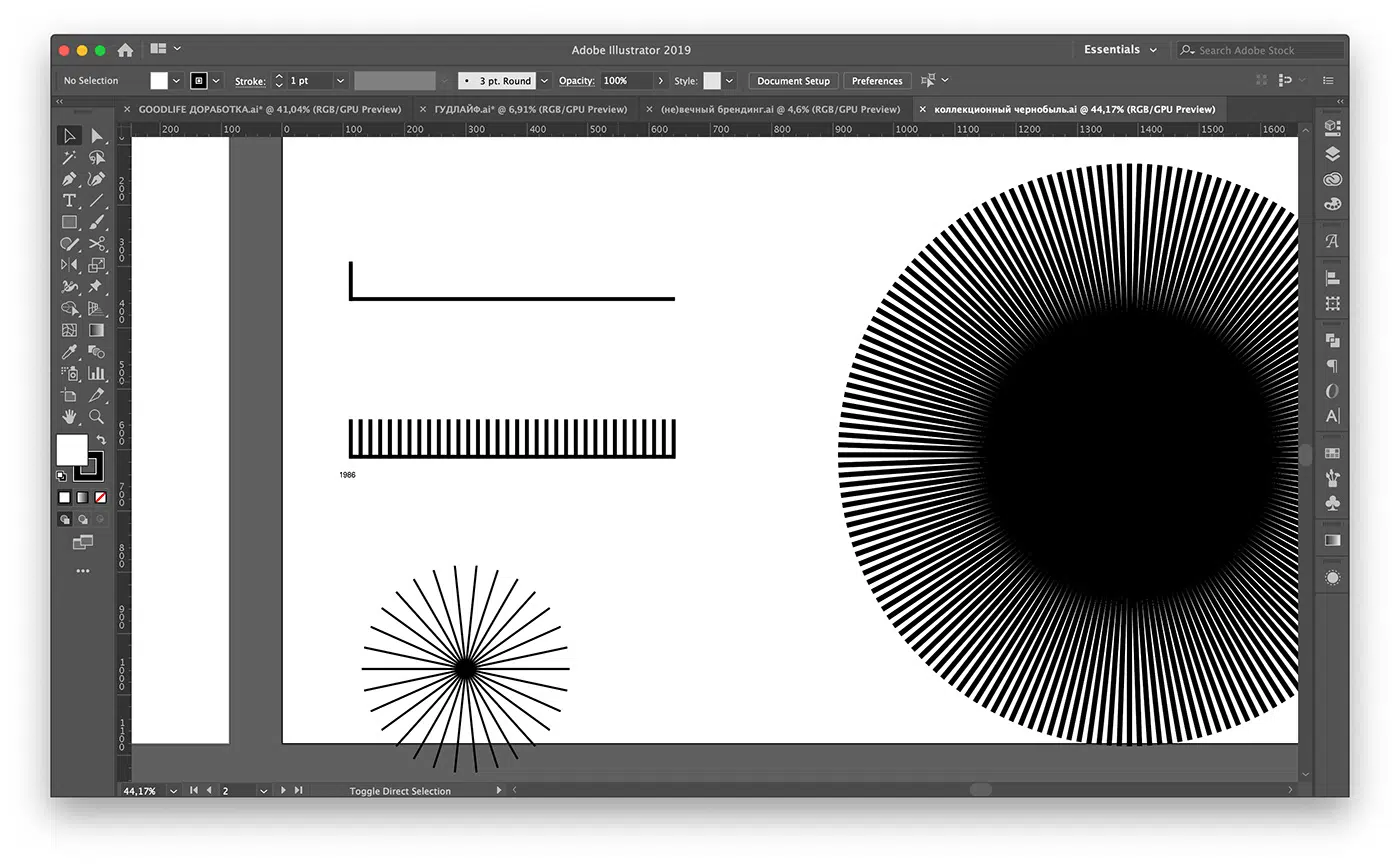 Adobe Illustrator 2019
Essentials
Search Adobe Stock
No Selection
Stroke:
1 pt
3 pt. Round
Opacity:
100%
Style:
Document Setup
Preferences
GOODLIFE ДОРАБОТКА.ai* @ 41,04% (RGB/GPU Preview)
ГУДЛАЙФ.ai* @ 6,91% (RGB/GPU Preview)
(не)вечный брендинг.ai @ 4,6% (RGB/GPU Preview)
коллекционный чернобыль.ai @ 44,17% (RGB/GPU Preview)
200 100 0 100 200 300 400 500 600 700 800 900 1000 1100 1200 1300 1400 1500 1600
200
300
400
500
600
700
800
900
1000
1100
1986
44,17%
2
Toggle Direct Selection